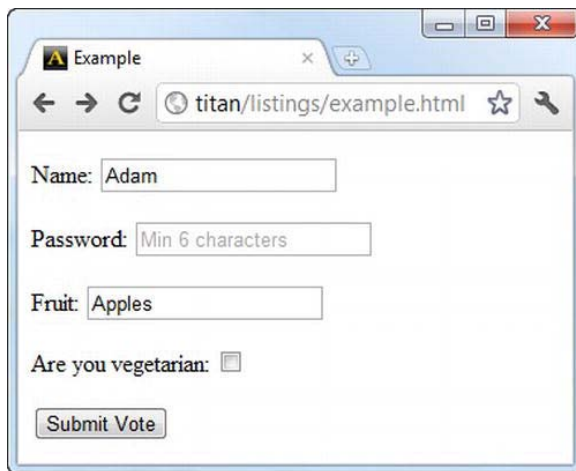 Example
titan/listings/example.html
Name: Adam
Password: Min 6 characters
Fruit: Apples
Are you vegetarian:
Submit Vote